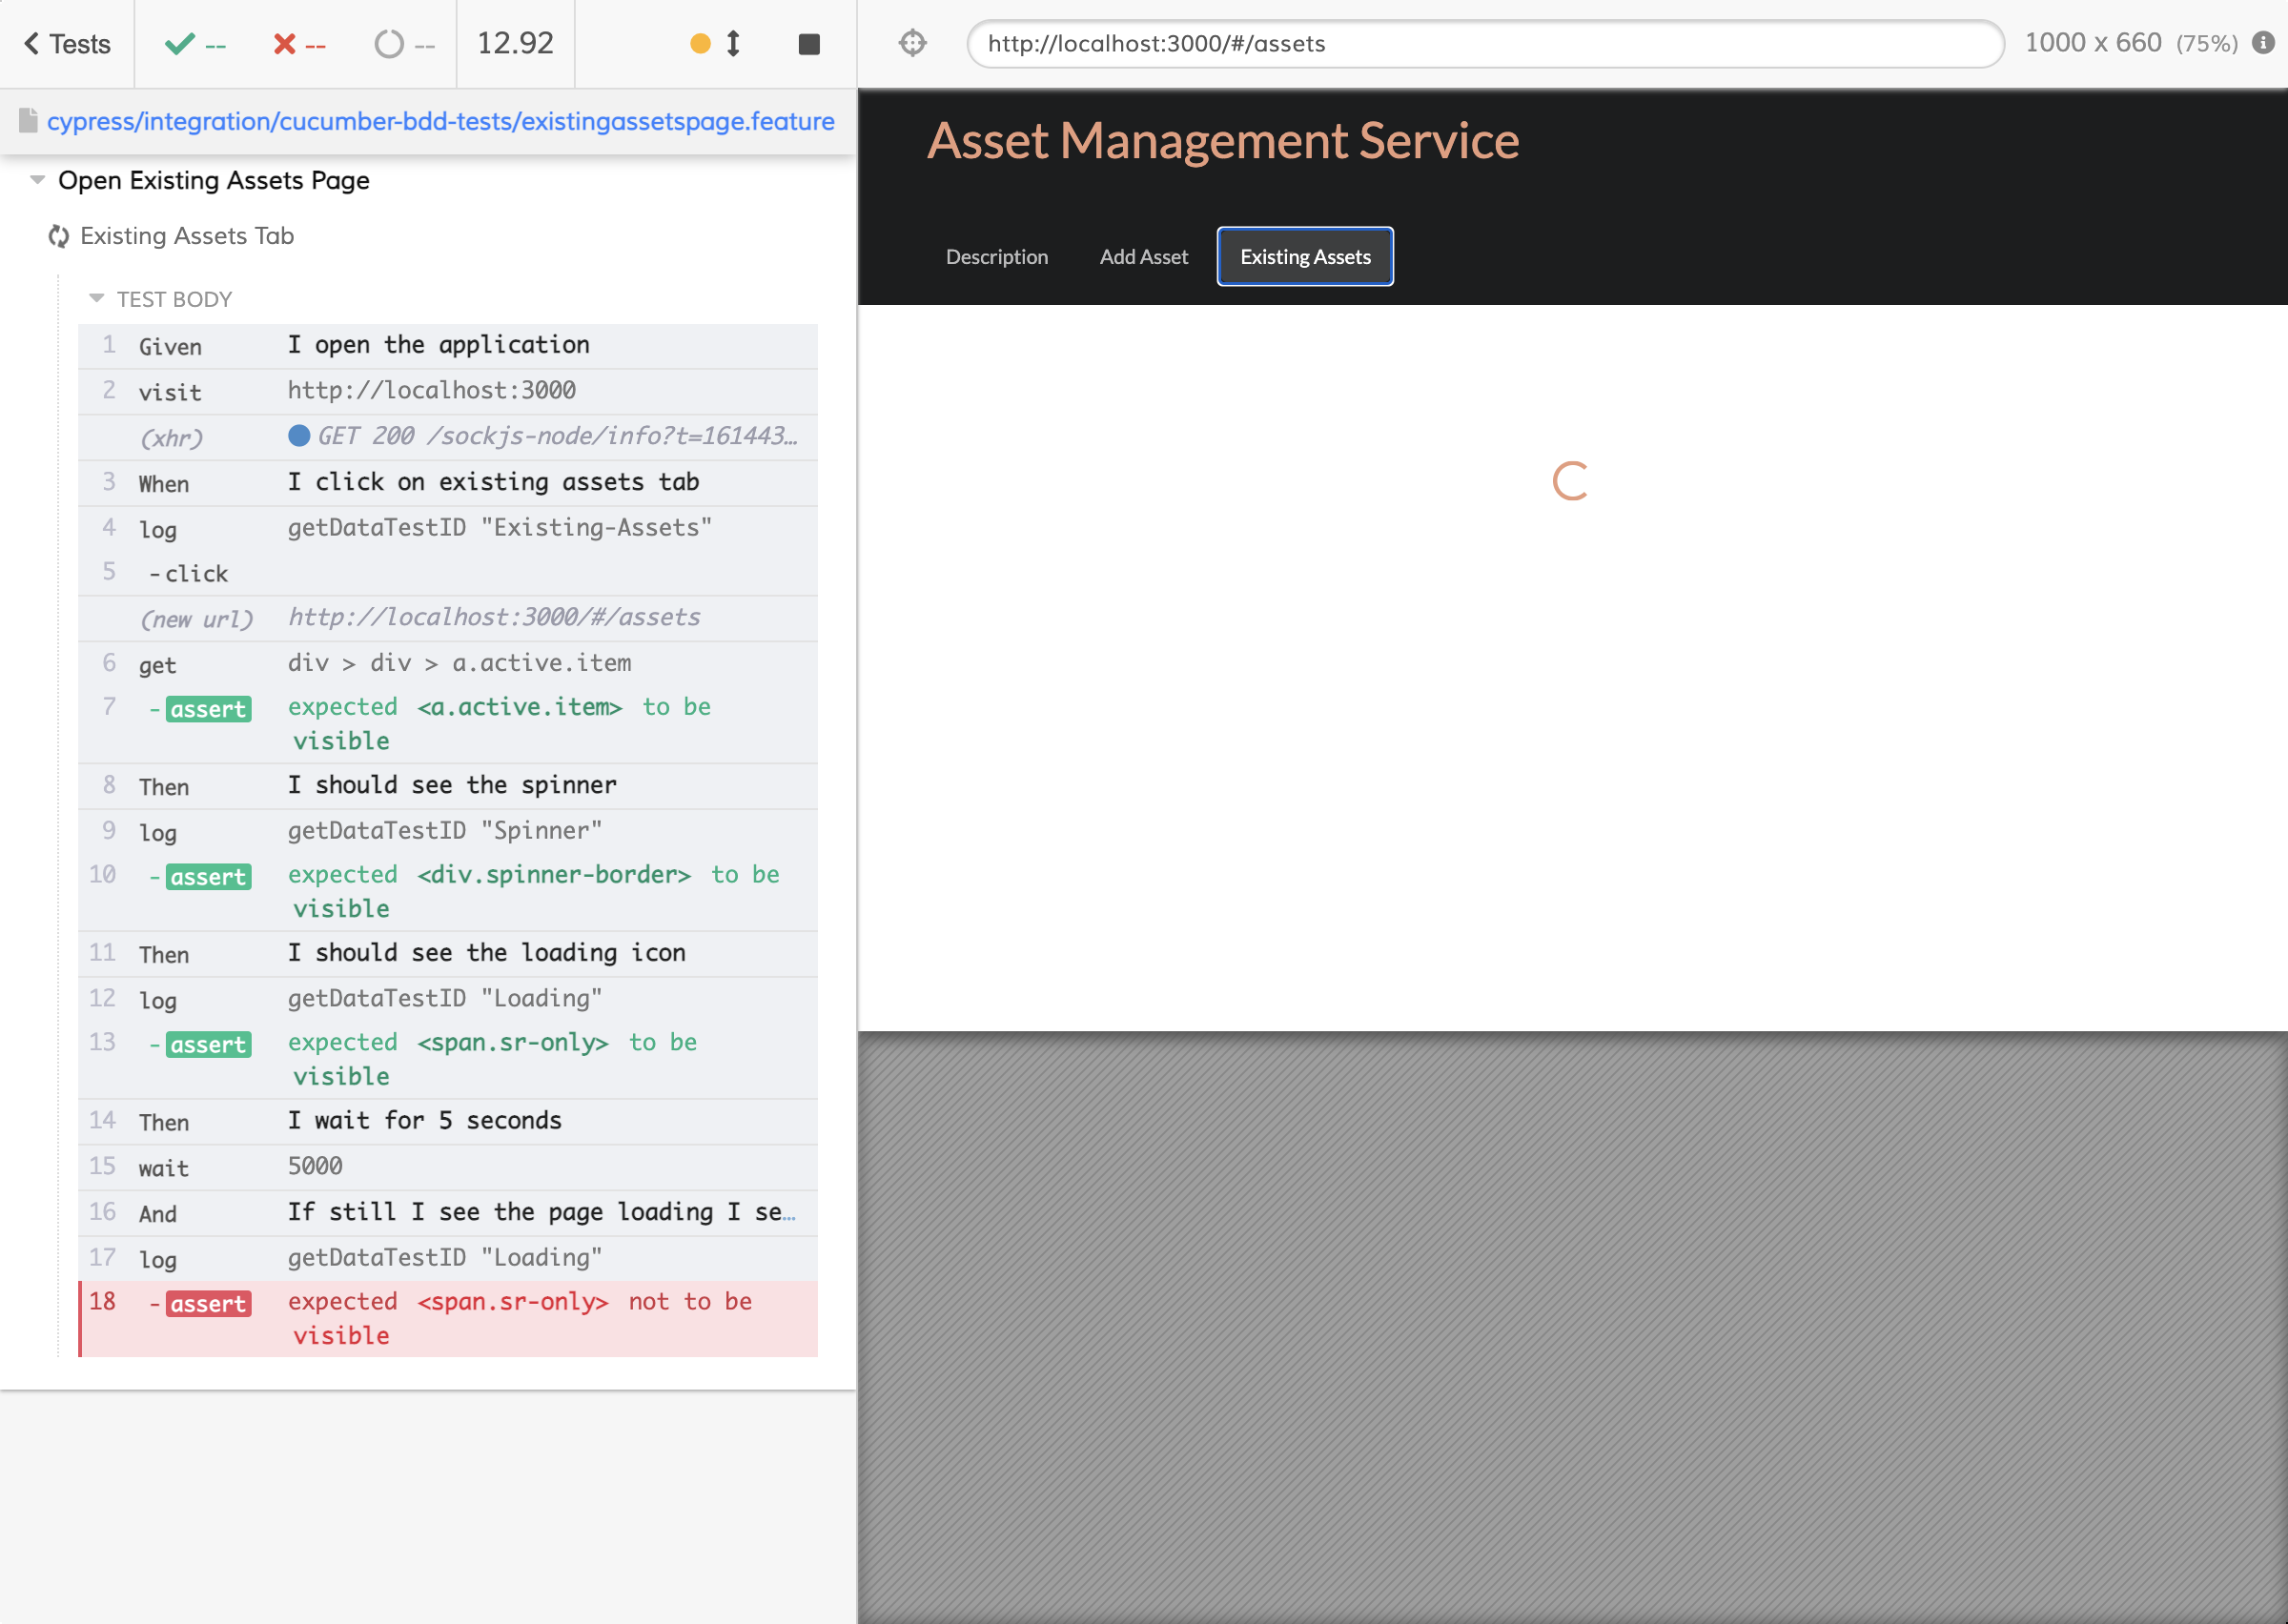 Tests -- -- -- 12.92
http://localhost:3000/#/assets 1000 x 660 (75%)
cypress/integration/cucumber-bdd-tests/existingassetspage.feature
Open Existing Assets Page
Existing Assets Tab
TEST BODY
1 Given I open the application
2 visit http://localhost:3000
(xhr) GET 200 /sockjs-node/info?t=161443…
3 When I click on existing assets tab
4 log getDataTestID "Existing-Assets"
5 -click
(new url) http://localhost:3000/#/assets
6 get div > div > a.active.item
7 -assert expected <a.active.item> to be
visible
8 Then I should see the spinner
9 log getDataTestID "Spinner"
10 -assert expected <div.spinner-border> to be
visible
11 Then I should see the loading icon
12 log getDataTestID "Loading"
13 -assert expected <span.sr-only> to be
visible
14 Then I wait for 5 seconds
15 wait 5000
16 And If still I see the page loading I se…
17 log getDataTestID "Loading"
18 -assert expected <span.sr-only> not to be
visible
Asset Management Service
Description Add Asset Existing Assets